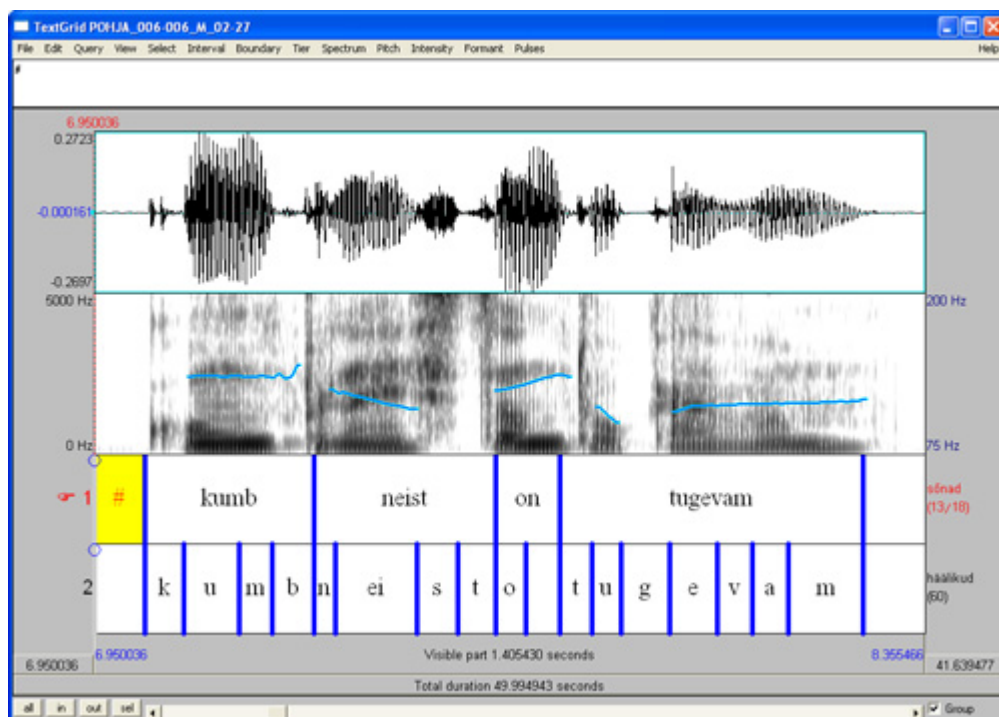 TextGrid POHJA_006-006_M_02-27
File Edit Query View Select Interval Boundary Tier Spectrum Pitch Intensity Formant Pulses Help
#
6.950036
0.2723
-0.000161
-0.2697
5000 Hz 200 Hz
0 Hz 75 Hz
1 # kumb neist on tugevam sõnad (13/18)
2 k u m b n ei s t o t u g e v a m häälikud (60)
6.950036 Visible part 1.405430 seconds 8.355466
6.950036 41.639477
Total duration 49.994943 seconds
all in out sel Group